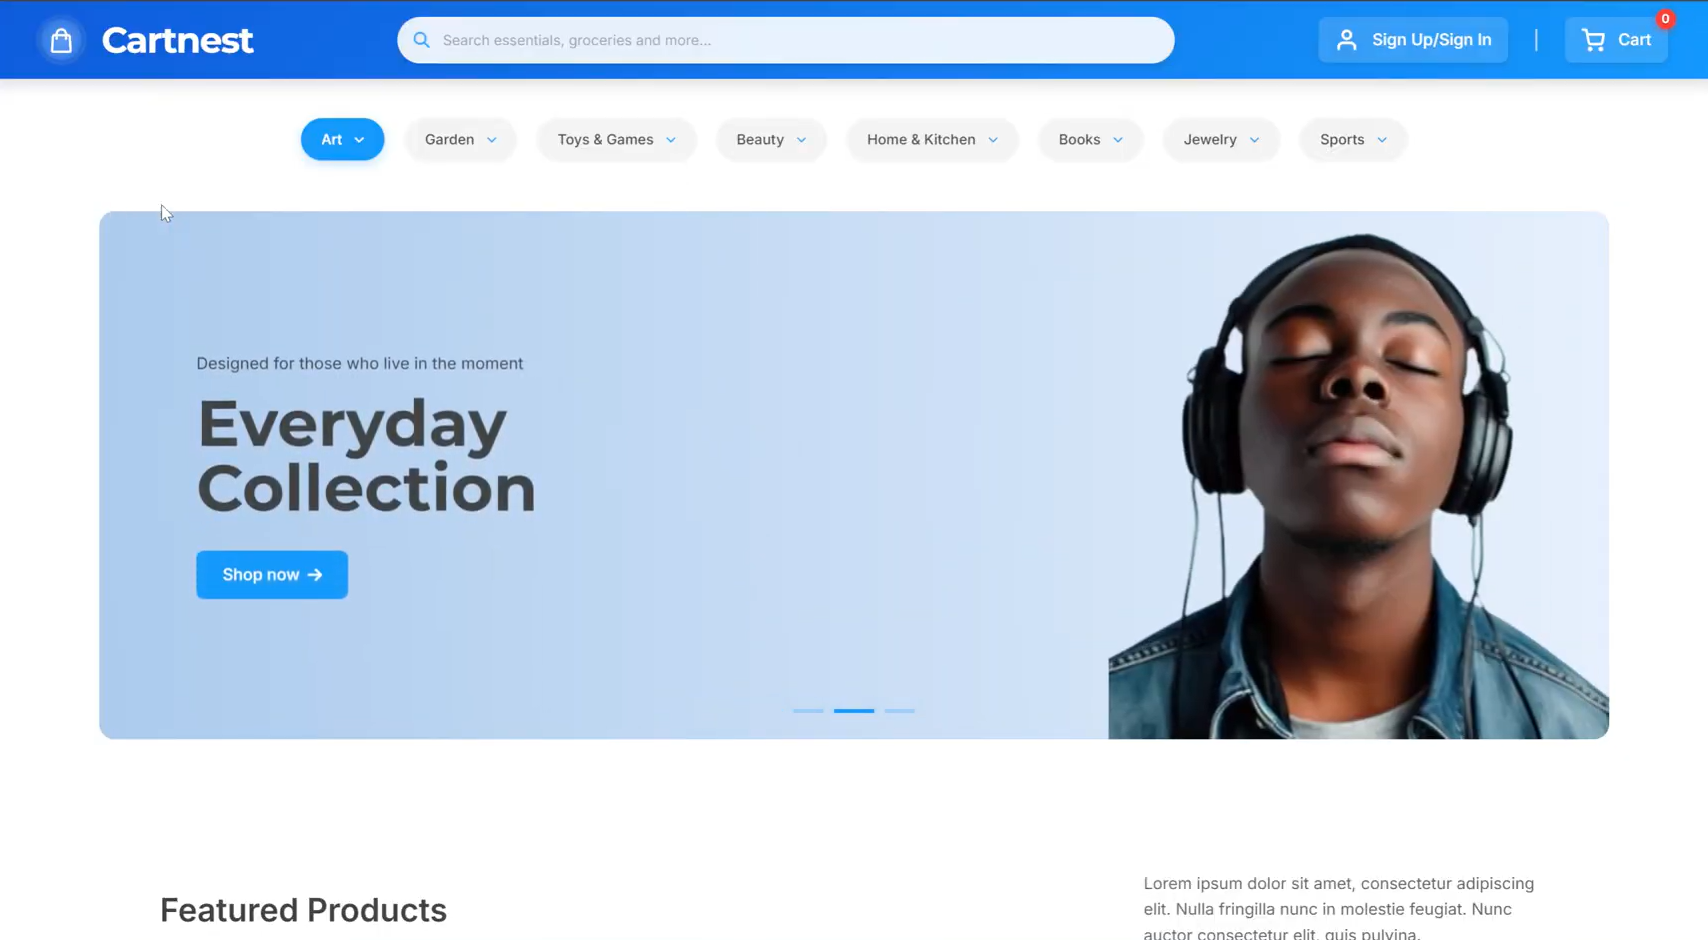 Cartnest
Search essentials, groceries and more...
Sign Up/Sign In
Cart
0
Art
Garden
Toys & Games
Beauty
Home & Kitchen
Books
Jewelry
Sports
Designed for those who live in the moment
Everyday
Collection
Shop now
Featured Products
Lorem ipsum dolor sit amet, consectetur adipiscing
elit. Nulla fringilla nunc in molestie feugiat. Nunc
auctor consectetur elit, quis pulvina.